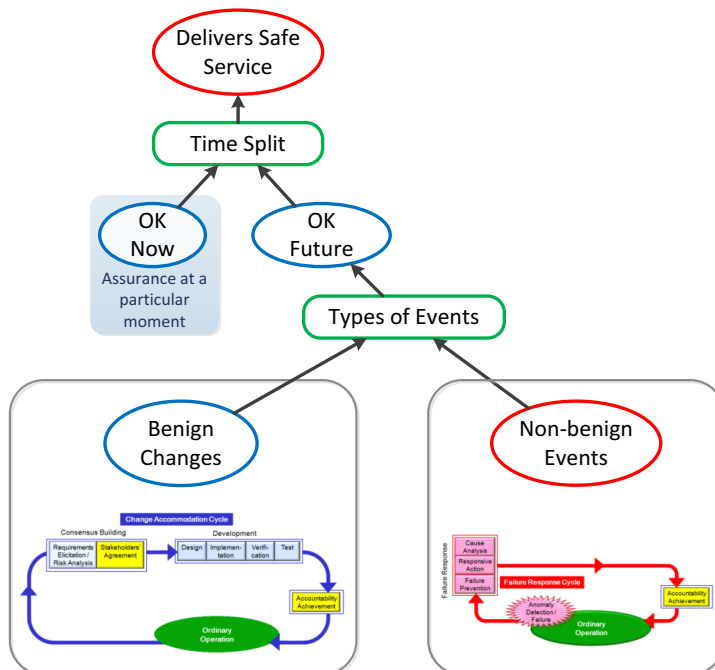 Delivers Safe
Service
Time Split
OK
Now
OK
Future
Assurance at a
particular
moment
Types of Events
Benign
Changes
Non-benign
Events
Change Accommodation Cycle
Consensus Building
Development
Requirements
Elicitation /
Risk Analysis
Stakeholders'
Agreement
Design
Implemen-
tation
Verifi-
cation
Test
Accountability
Achievement
Ordinary
Operation
Failure Response
Cause
Analysis
Responsive
Action
Failure
Prevention
Failure Response Cycle
Anomaly
Detection /
Failure
Accountability
Achievement
Ordinary
Operation